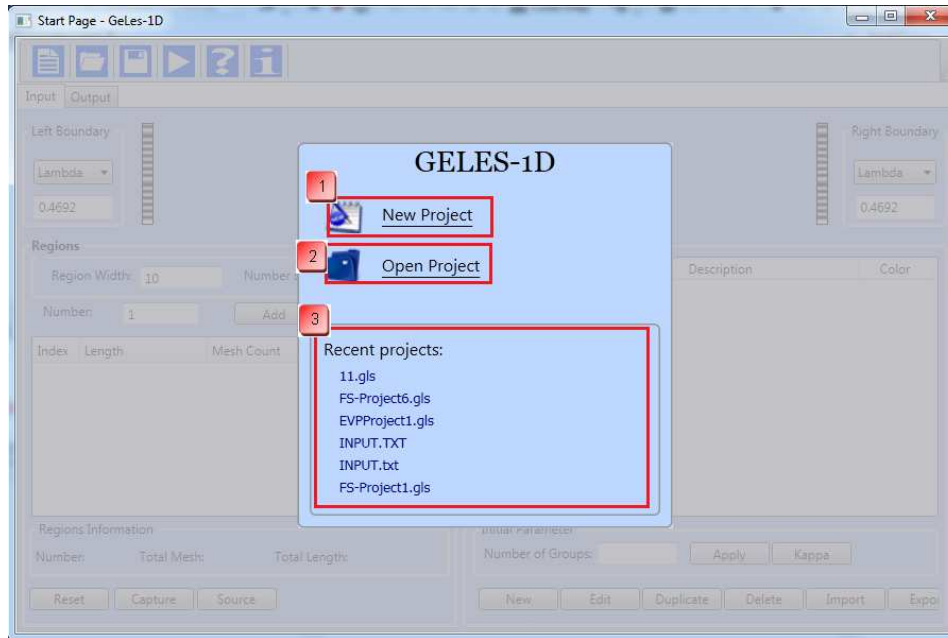 Start Page - GeLes-1D
Input Output
Left Boundary
Right Boundary
Lambda
Lambda
0.4692
0.4692
GELES-1D
1
New Project
2
Open Project
3
Recent projects:
11.gls
FS-Project6.gls
EVPProject1.gls
INPUT.TXT
INPUT.txt
FS-Project1.gls
Regions
Region Width: 10 Number
Number: 1 Add
Index Length Mesh Count
Description Color
Regions Information
Number: Total Mesh: Total Length:
Reset Capture Source
Initial Parameter
Number of Groups: Apply Kappa
New Edit Duplicate Delete Import Expo